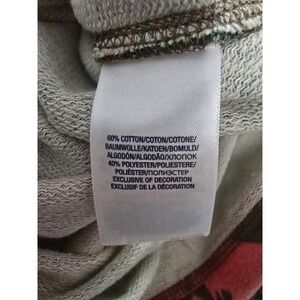 60% COTTON/COTON/COTONE/
BAUMWOLLE/KATOEN/BOMULD/
ALGODÓN/ALGODÃO/ХЛОПОК
40% POLYESTER/POLIESTERE/
POLIÉSTER/ПОЛИЭСТЕР
EXCLUSIVE OF DECORATION
EXCLUSIF DE LA DÉCORATION